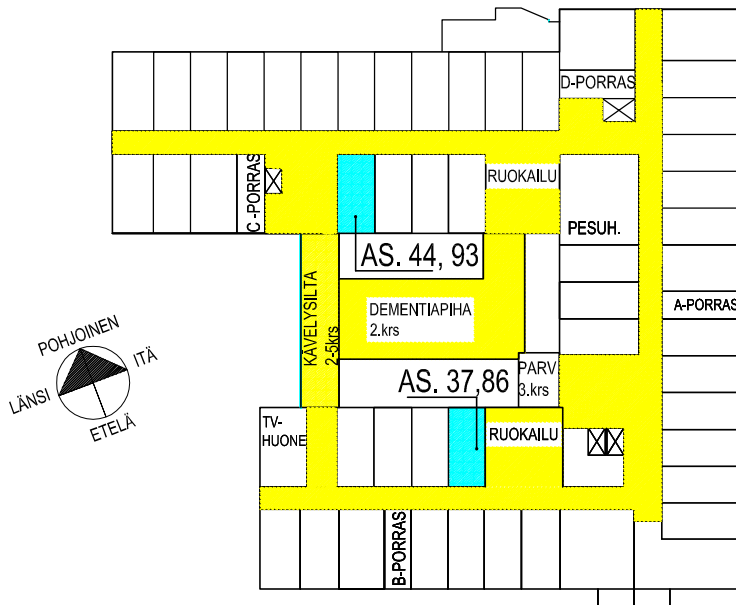 D-PORRAS
C-PORRAS
RUOKAILU
PESUH.
AS. 44, 93
KÄVELYSILTA
2-5krs
DEMENTIAPIHA
2.krs
A-PORRAS
POHJOINEN
ITÄ
LÄNSI
ETELÄ
PARV
3.krs
AS. 37,86
TV-
HUONE
RUOKAILU
B-PORRAS